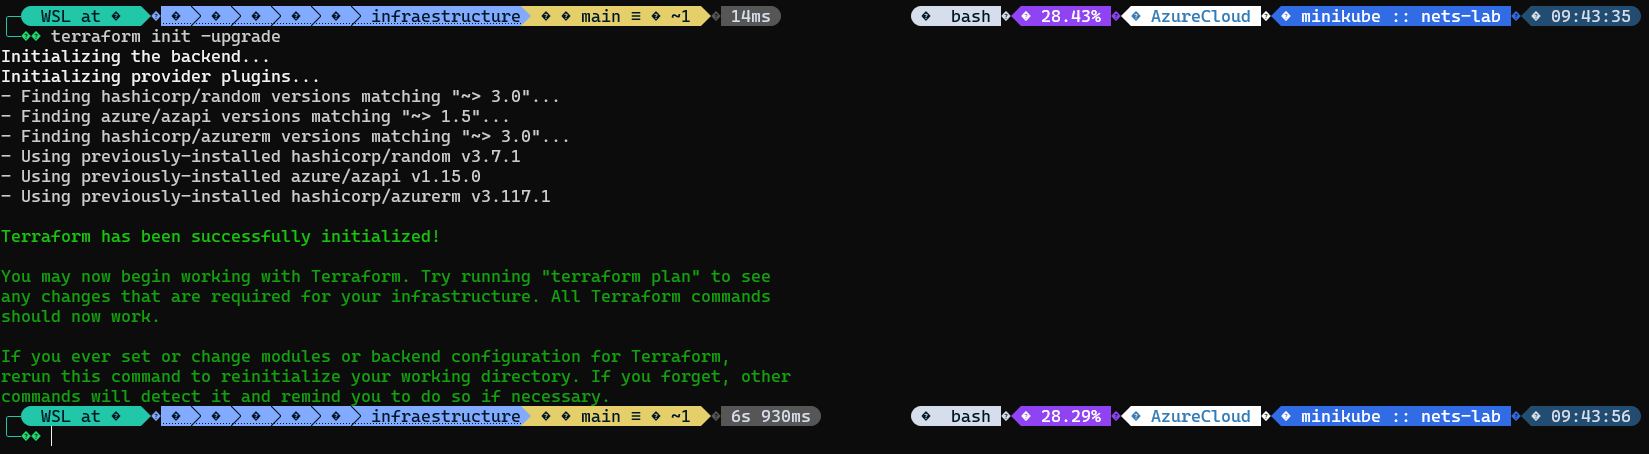 WSL at � � � � � � infraestructure � � main ≡ � ~1 14ms � bash � 28.43% � AzureCloud � minikube :: nets-lab � 09:43:35
�� terraform init -upgrade
Initializing the backend...
Initializing provider plugins...
- Finding hashicorp/random versions matching "~> 3.0"...
- Finding azure/azapi versions matching "~> 1.5"...
- Finding hashicorp/azurerm versions matching "~> 3.0"...
- Using previously-installed hashicorp/random v3.7.1
- Using previously-installed azure/azapi v1.15.0
- Using previously-installed hashicorp/azurerm v3.117.1
Terraform has been successfully initialized!
You may now begin working with Terraform. Try running "terraform plan" to see
any changes that are required for your infrastructure. All Terraform commands
should now work.
If you ever set or change modules or backend configuration for Terraform,
rerun this command to reinitialize your working directory. If you forget, other
commands will detect it and remind you to do so if necessary.
WSL at � � � � � � infraestructure � � main ≡ � ~1 6s 930ms � bash � 28.29% � AzureCloud � minikube :: nets-lab � 09:43:56
��